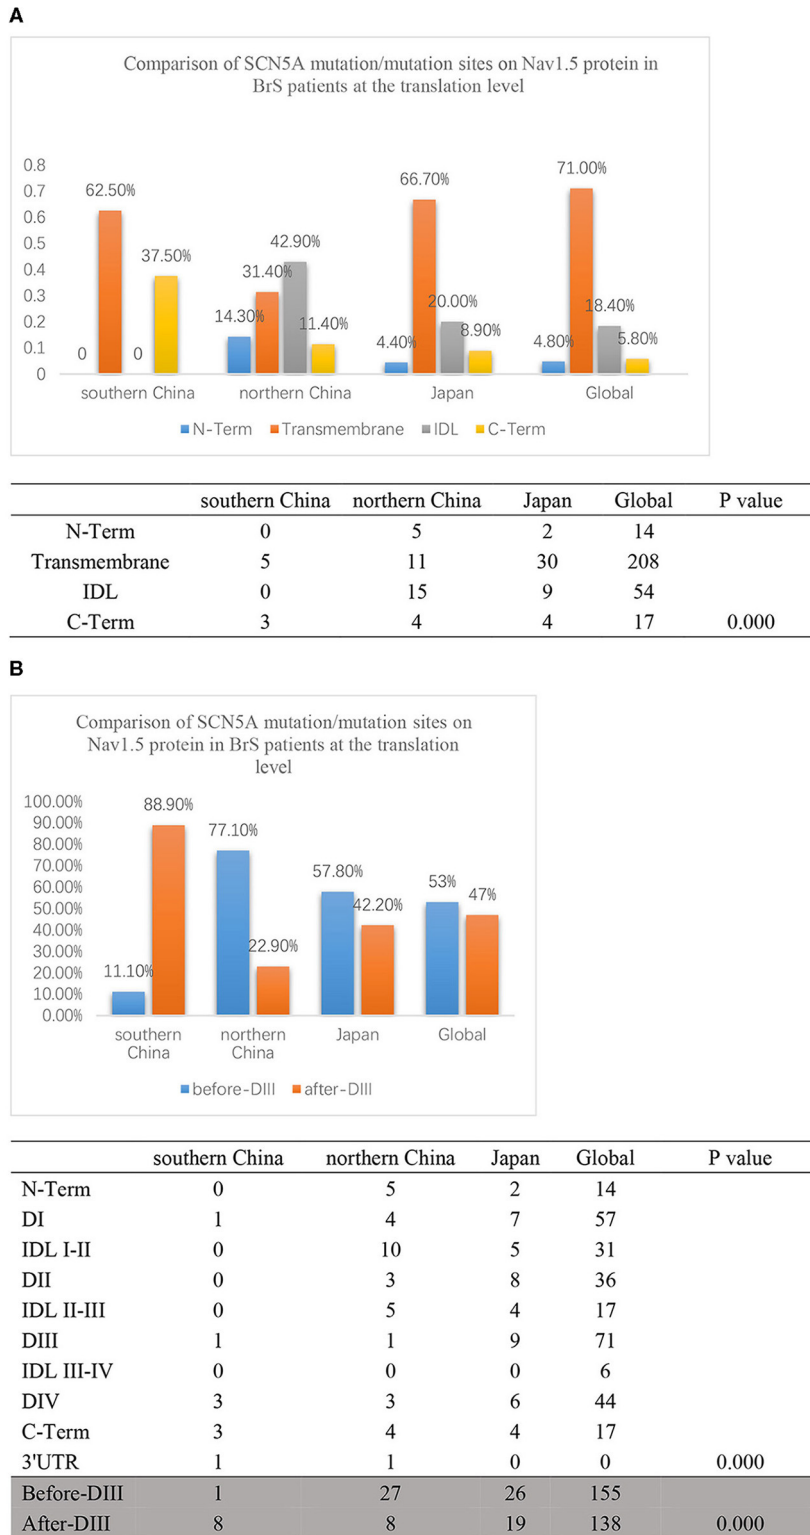 A
Comparison of SCN5A mutation/mutation sites on Nav1.5 protein in
BrS patients at the translation level
0.8
0.7
0.6
0.5
0.4
0.3
0.2
0.1
0
0
62.50%
0
37.50%
14.30%
31.40%
42.90%
11.40%
4.40%
66.70%
20.00%
8.90%
4.80%
71.00%
18.40%
5.80%
southern China northern China Japan Global
N-Term Transmembrane IDL C-Term
southern China northern China Japan Global P value
N-Term 0 5 2 14
Transmembrane 5 11 30 208
IDL 0 15 9 54
C-Term 3 4 4 17 0.000
B
Comparison of SCN5A mutation/mutation sites on
Nav1.5 protein in BrS patients at the translation
level
100.00%
90.00%
80.00%
70.00%
60.00%
50.00%
40.00%
30.00%
20.00%
10.00%
0.00%
11.10%
88.90%
77.10%
22.90%
57.80%
42.20%
53%
47%
southern
China
northern
China
Japan
Global
before-DIII after-DIII
southern China northern China Japan Global P value
N-Term 0 5 2 14
DI 1 4 7 57
IDL I-II 0 10 5 31
DII 0 3 8 36
IDL II-III 0 5 4 17
DIII 1 1 9 71
IDL III-IV 0 0 0 6
DIV 3 3 6 44
C-Term 3 4 4 17
3'UTR 1 1 0 0 0.000
Before-DIII 1 27 26 155
After-DIII 8 8 19 138 0.000